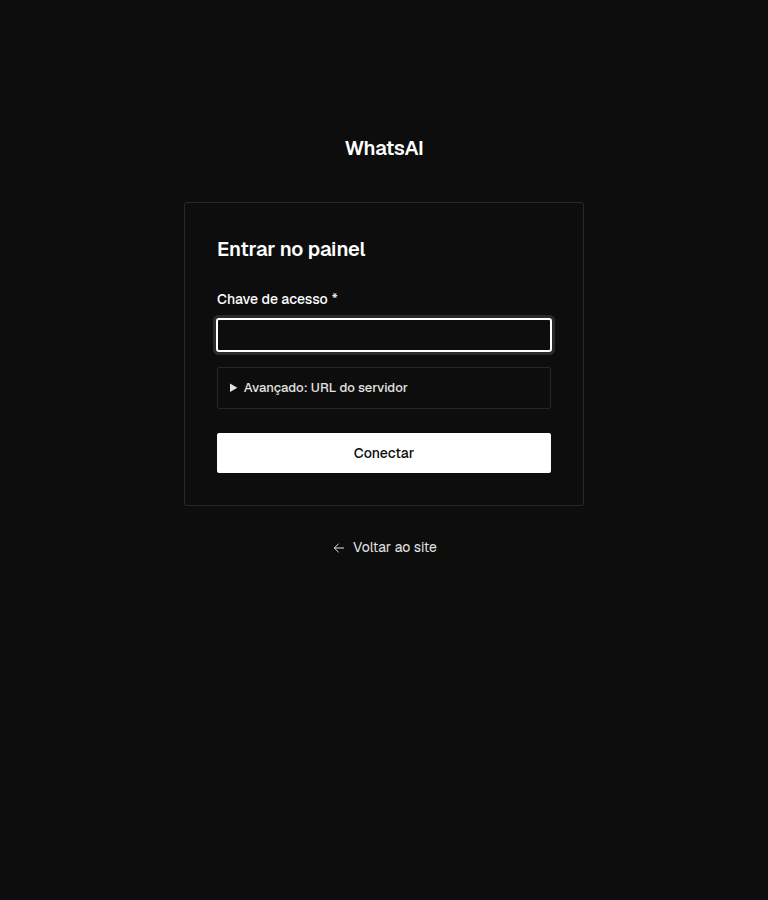 WhatsAI
Entrar no painel
Chave de acesso *
Avançado: URL do servidor
Conectar
← Voltar ao site